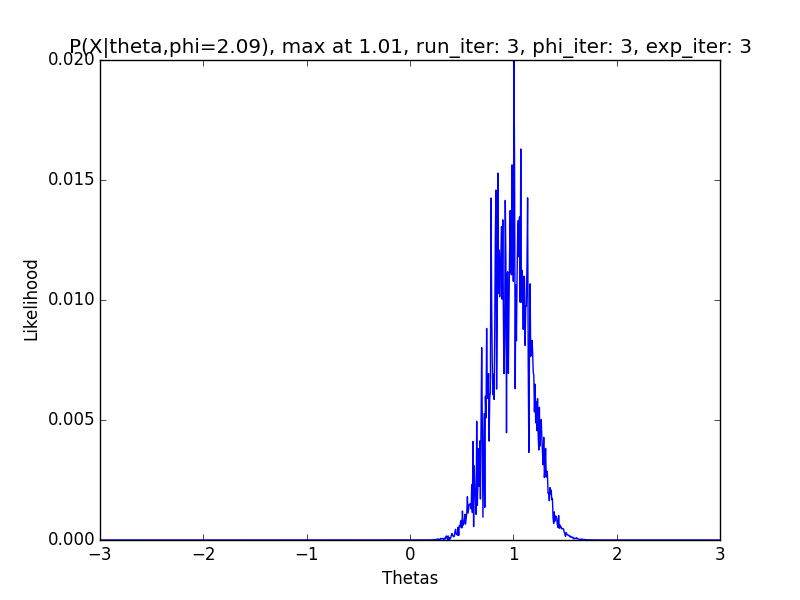 P(X|theta,phi=2.09), max at 1.01, run_iter: 3, phi_iter: 3, exp_iter: 3
0.020
0.015
0.010
0.005
0.000
Likelihood
−3 −2 −1 0 1 2 3
Thetas